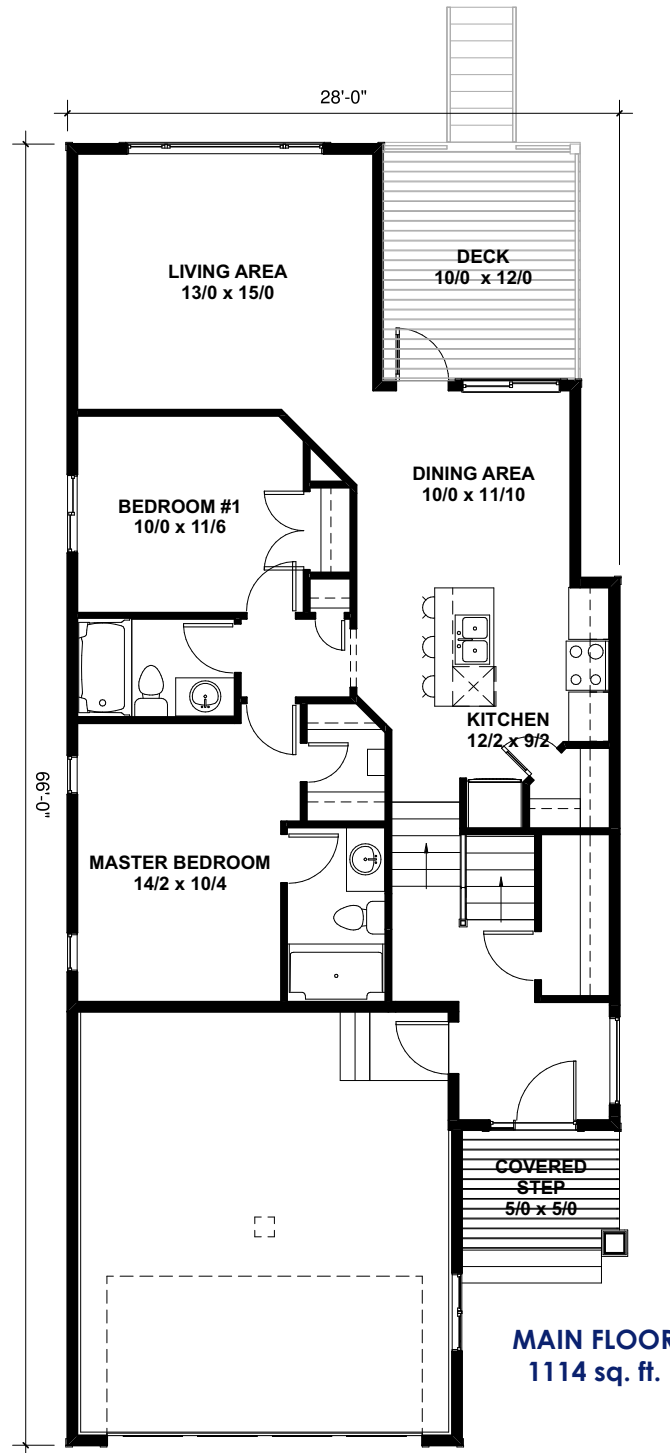 28'-0"
LIVING AREA
13/0 x 15/0
DECK
10/0 x 12/0
BEDROOM #1
10/0 x 11/6
DINING AREA
10/0 x 11/10
KITCHEN
12/2 x 9/2
66'-0"
MASTER BEDROOM
14/2 x 10/4
COVERED
STEP
5/0 x 5/0
MAIN FLOOR
1114 sq. ft.